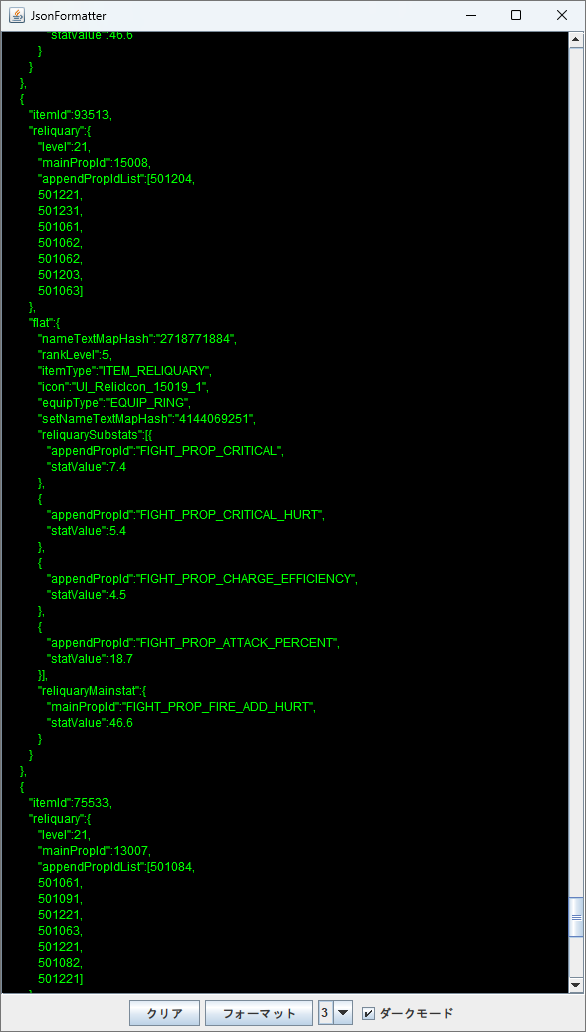 JsonFormatter
"statValue":46.6
}
}
},
{
"itemId":93513,
"reliquary":{
"level":21,
"mainPropId":15008,
"appendPropIdList":[501204,
501221,
501231,
501061,
501062,
501062,
501203,
501063]
},
"flat":{
"nameTextMapHash":"2718771884",
"rankLevel":5,
"itemType":"ITEM_RELIQUARY",
"icon":"UI_RelicIcon_15019_1",
"equipType":"EQUIP_RING",
"setNameTextMapHash":"4144069251",
"reliquarySubstats":[{
"appendPropId":"FIGHT_PROP_CRITICAL",
"statValue":7.4
},
{
"appendPropId":"FIGHT_PROP_CRITICAL_HURT",
"statValue":5.4
},
{
"appendPropId":"FIGHT_PROP_CHARGE_EFFICIENCY",
"statValue":4.5
},
{
"appendPropId":"FIGHT_PROP_ATTACK_PERCENT",
"statValue":18.7
}],
"reliquaryMainstat":{
"mainPropId":"FIGHT_PROP_FIRE_ADD_HURT",
"statValue":46.6
}
}
},
{
"itemId":75533,
"reliquary":{
"level":21,
"mainPropId":13007,
"appendPropIdList":[501084,
501061,
501091,
501221,
501063,
501221,
501082,
501221]
クリア フォーマット 3 ダークモード